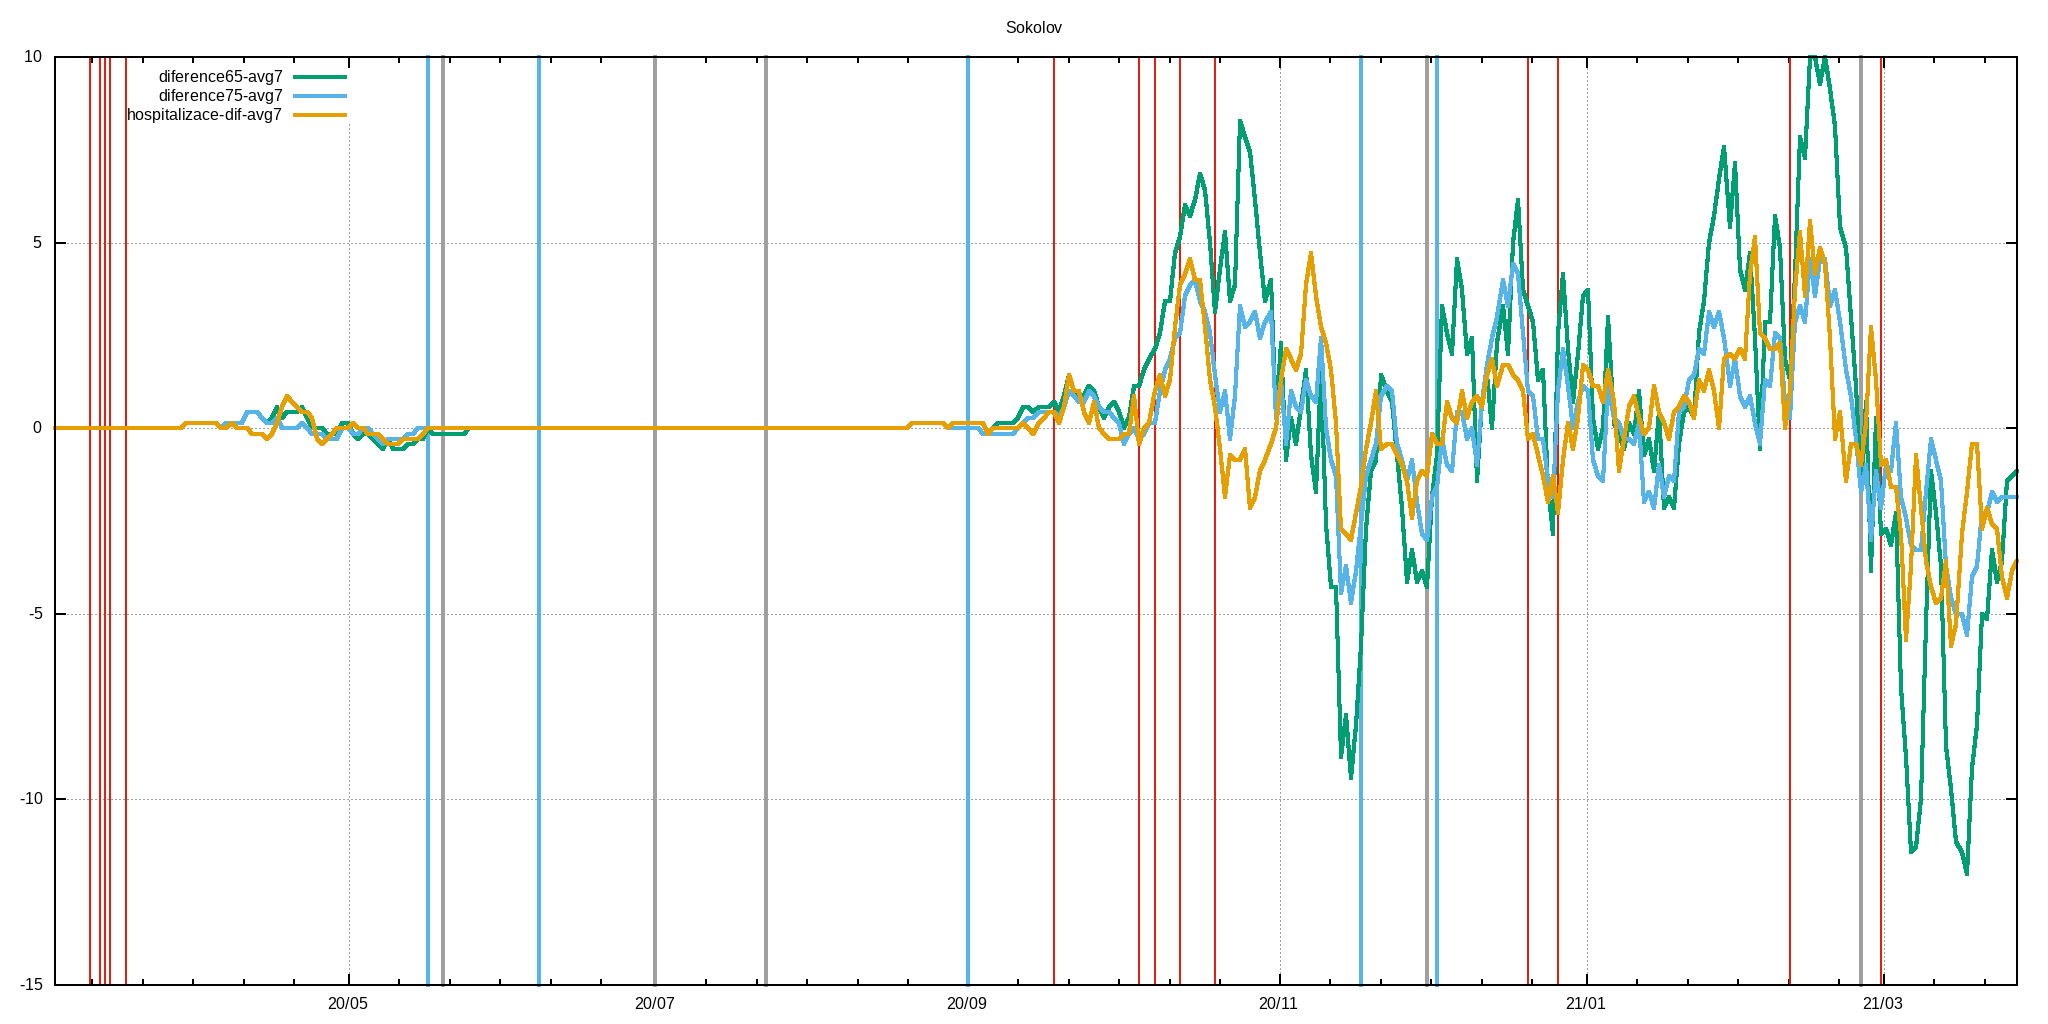 Sokolov
10
diference65-avg7
diference75-avg7
hospitalizace-dif-avg7
5
0
-5
-10
-15
20/05 20/07 20/09 20/11 21/01 21/03